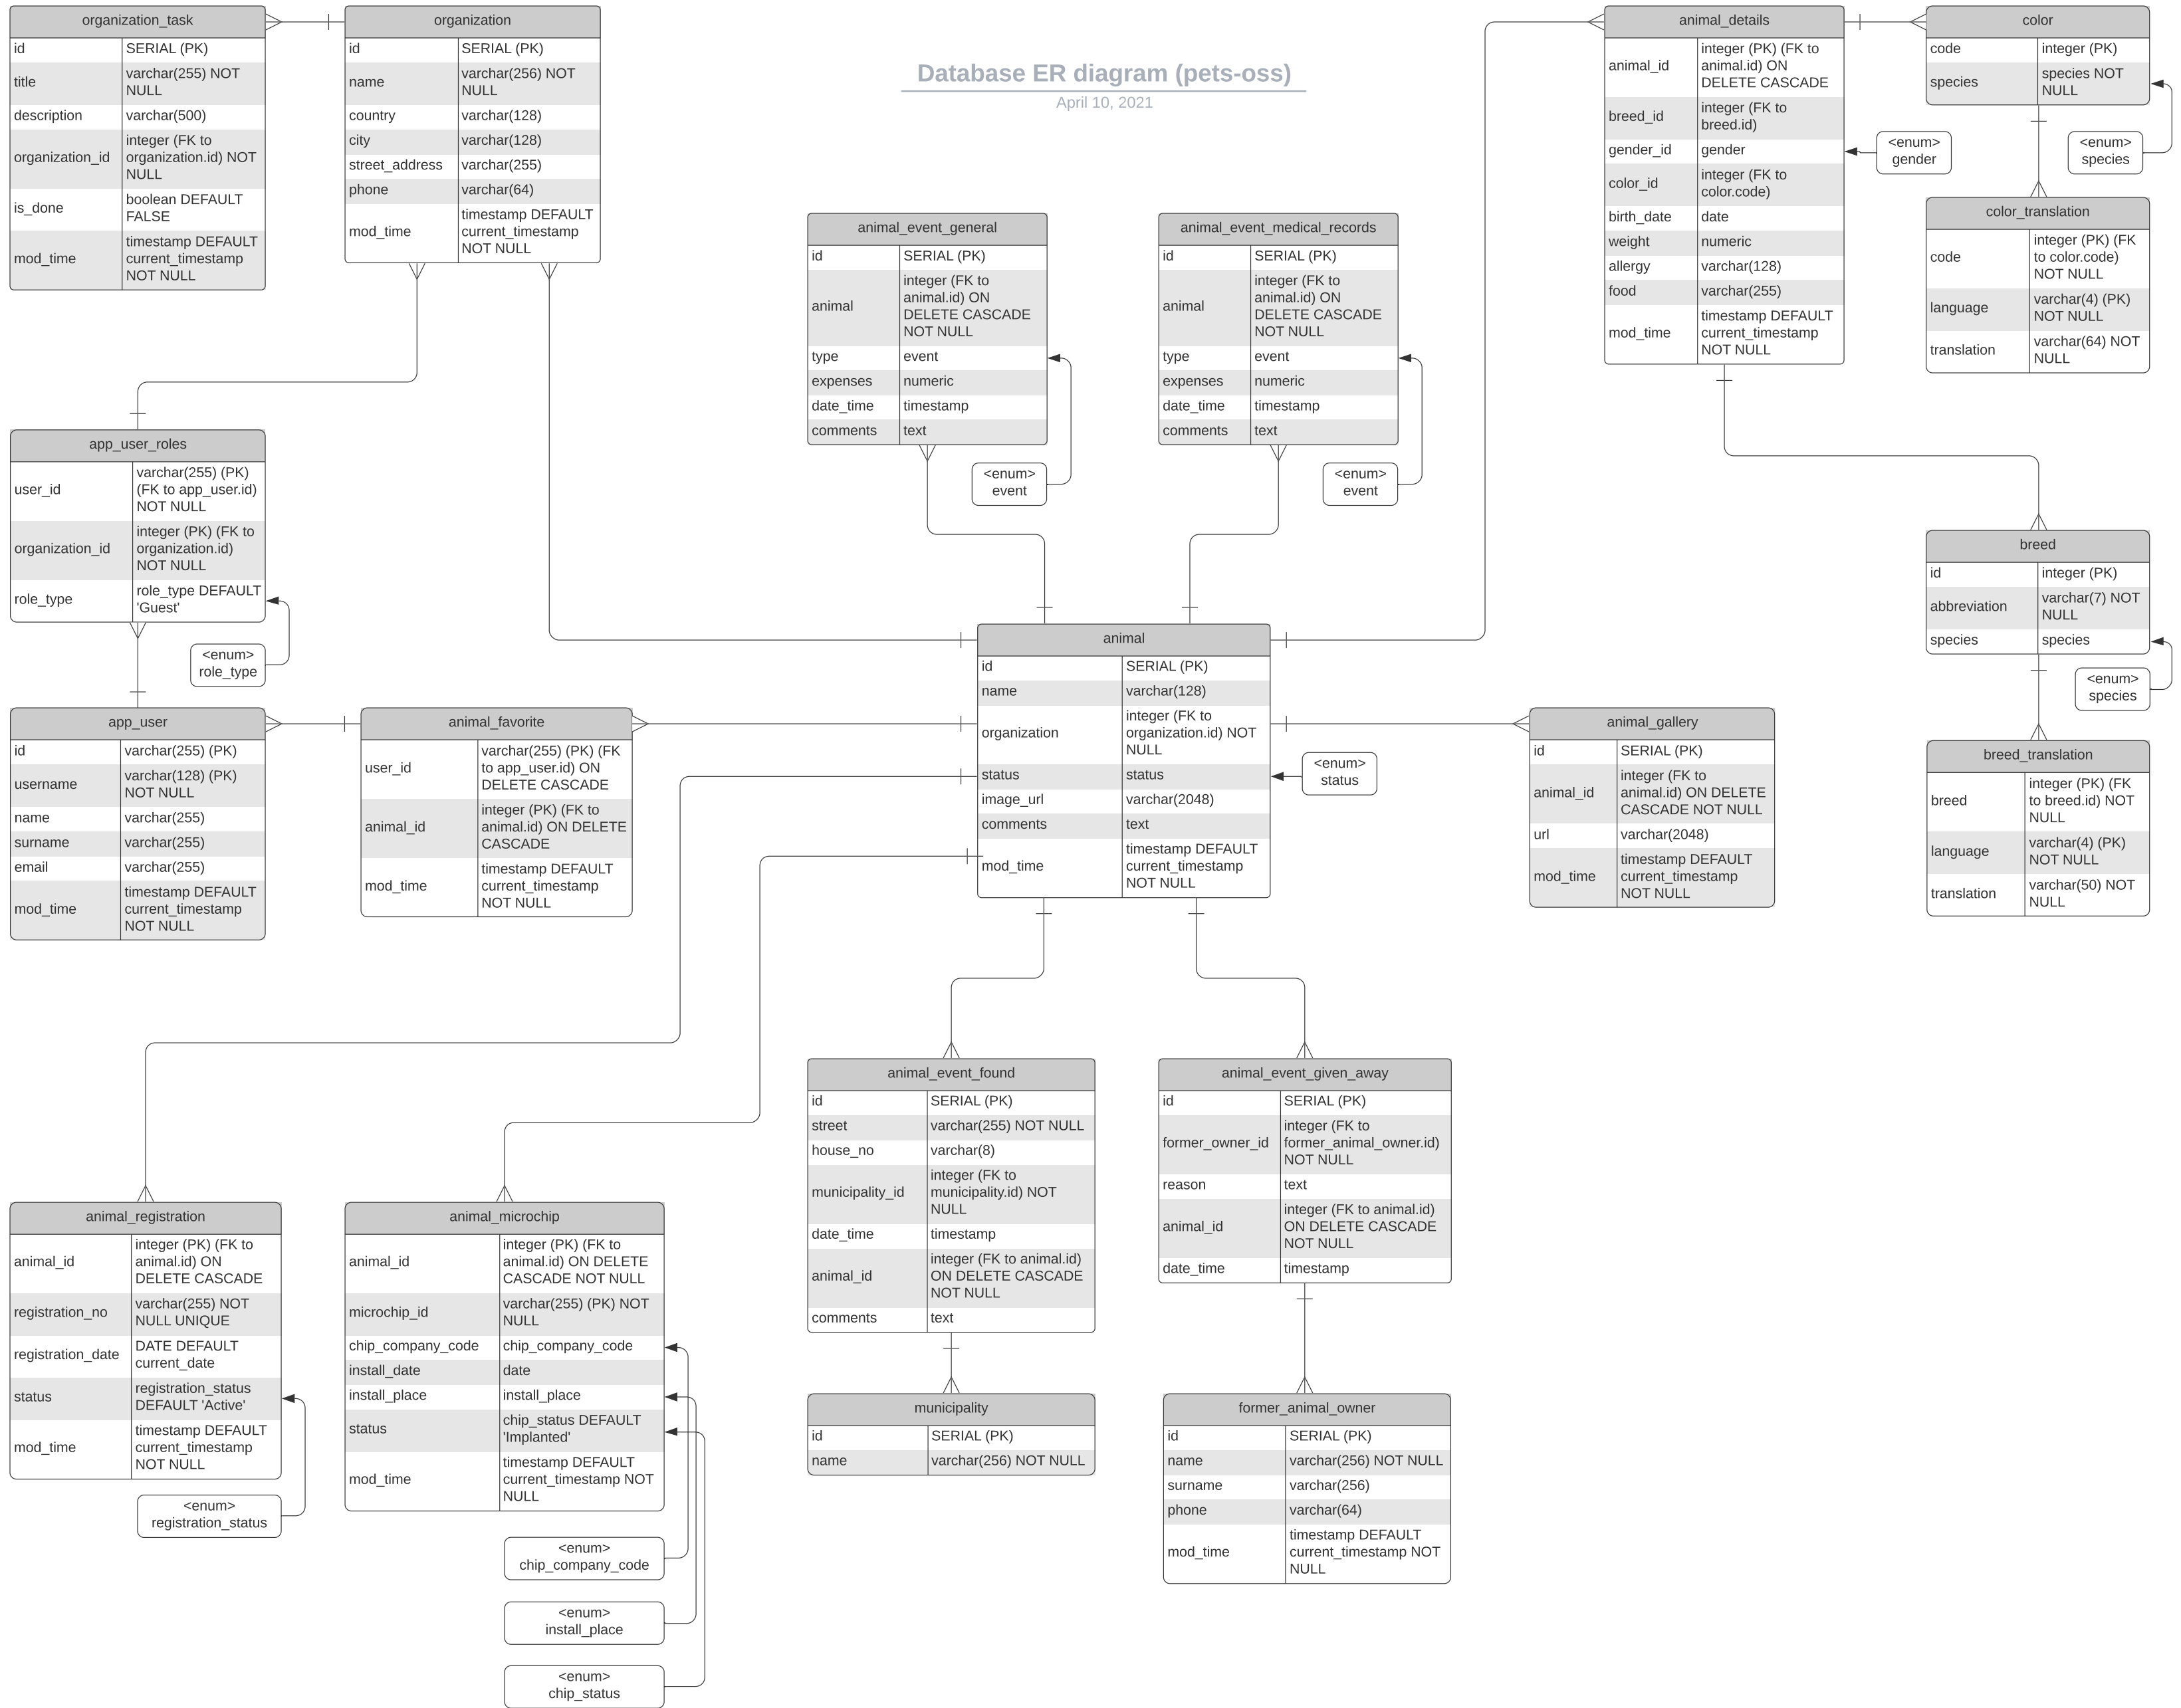 Database ER diagram (pets-oss)
April 10, 2021
organization_task
id
SERIAL (PK)
title
varchar(255) NOT
NULL
description
varchar(500)
organization_id
integer (FK to
organization.id) NOT
NULL
is_done
boolean DEFAULT
FALSE
mod_time
timestamp DEFAULT
current_timestamp
NOT NULL
organization
id
SERIAL (PK)
name
varchar(256) NOT
NULL
country
varchar(128)
city
varchar(128)
street_address
varchar(255)
phone
varchar(64)
mod_time
timestamp DEFAULT
current_timestamp
NOT NULL
animal_event_general
id
SERIAL (PK)
animal
integer (FK to
animal.id) ON
DELETE CASCADE
NOT NULL
type
event
expenses
numeric
date_time
timestamp
comments
text
<enum>
event
animal_event_medical_records
id
SERIAL (PK)
animal
integer (FK to
animal.id) ON
DELETE CASCADE
NOT NULL
type
event
expenses
numeric
date_time
timestamp
comments
text
<enum>
event
animal_details
animal_id
integer (PK) (FK to
animal.id) ON
DELETE CASCADE
breed_id
integer (FK to
breed.id)
gender_id
gender
color_id
integer (FK to
color.code)
birth_date
date
weight
numeric
allergy
varchar(128)
food
varchar(255)
mod_time
timestamp DEFAULT
current_timestamp
NOT NULL
<enum>
gender
color
code
integer (PK)
species
species NOT
NULL
<enum>
species
color_translation
code
integer (PK) (FK
to color.code)
NOT NULL
language
varchar(4) (PK)
NOT NULL
translation
varchar(64) NOT
NULL
app_user_roles
user_id
varchar(255) (PK)
(FK to app_user.id)
NOT NULL
organization_id
integer (PK) (FK to
organization.id)
NOT NULL
role_type
role_type DEFAULT
'Guest'
<enum>
role_type
breed
id
integer (PK)
abbreviation
varchar(7) NOT
NULL
species
species
<enum>
species
app_user
id
varchar(255) (PK)
username
varchar(128) (PK)
NOT NULL
name
varchar(255)
surname
varchar(255)
email
varchar(255)
mod_time
timestamp DEFAULT
current_timestamp
NOT NULL
animal_favorite
user_id
varchar(255) (PK) (FK
to app_user.id) ON
DELETE CASCADE
animal_id
integer (PK) (FK to
animal.id) ON DELETE
CASCADE
mod_time
timestamp DEFAULT
current_timestamp
NOT NULL
animal
id
SERIAL (PK)
name
varchar(128)
organization
integer (FK to
organization.id) NOT
NULL
status
status
image_url
varchar(2048)
comments
text
mod_time
timestamp DEFAULT
current_timestamp
NOT NULL
<enum>
status
animal_gallery
id
SERIAL (PK)
animal_id
integer (FK to
animal.id) ON DELETE
CASCADE NOT NULL
url
varchar(2048)
mod_time
timestamp DEFAULT
current_timestamp
NOT NULL
breed_translation
breed
integer (PK) (FK
to breed.id) NOT
NULL
language
varchar(4) (PK)
NOT NULL
translation
varchar(50) NOT
NULL
animal_registration
animal_id
integer (PK) (FK to
animal.id) ON
DELETE CASCADE
registration_no
varchar(255) NOT
NULL UNIQUE
registration_date
DATE DEFAULT
current_date
status
registration_status
DEFAULT 'Active'
mod_time
timestamp DEFAULT
current_timestamp
NOT NULL
<enum>
registration_status
animal_microchip
animal_id
integer (PK) (FK to
animal.id) ON DELETE
CASCADE NOT NULL
microchip_id
varchar(255) (PK) NOT
NULL
chip_company_code
chip_company_code
install_date
date
install_place
install_place
status
chip_status DEFAULT
'Implanted'
mod_time
timestamp DEFAULT
current_timestamp NOT
NULL
<enum>
chip_company_code
<enum>
install_place
<enum>
chip_status
animal_event_found
id
SERIAL (PK)
street
varchar(255) NOT NULL
house_no
varchar(8)
municipality_id
integer (FK to
municipality.id) NOT
NULL
date_time
timestamp
animal_id
integer (FK to animal.id)
ON DELETE CASCADE
NOT NULL
comments
text
municipality
id
SERIAL (PK)
name
varchar(256) NOT NULL
animal_event_given_away
id
SERIAL (PK)
former_owner_id
integer (FK to
former_animal_owner.id)
NOT NULL
reason
text
animal_id
integer (FK to animal.id)
ON DELETE CASCADE
NOT NULL
date_time
timestamp
former_animal_owner
id
SERIAL (PK)
name
varchar(256) NOT NULL
surname
varchar(256)
phone
varchar(64)
mod_time
timestamp DEFAULT
current_timestamp NOT
NULL